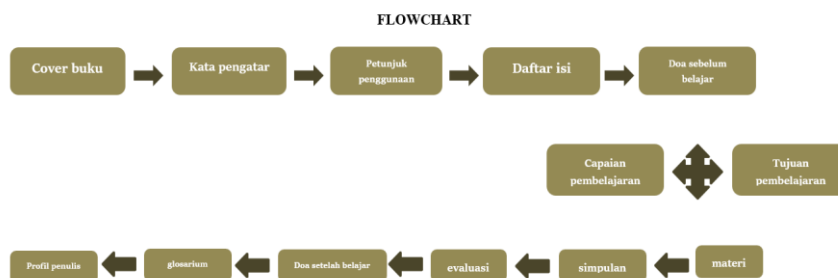 FLOWCHART
Cover buku
Kata pengatar
Petunjuk
penggunaan
Daftar isi
Doa sebelum
belajar
Capaian
pembelajaran
Tujuan
pembelajaran
Profil penulis
glosarium
Doa setelah belajar
evaluasi
simpulan
materi